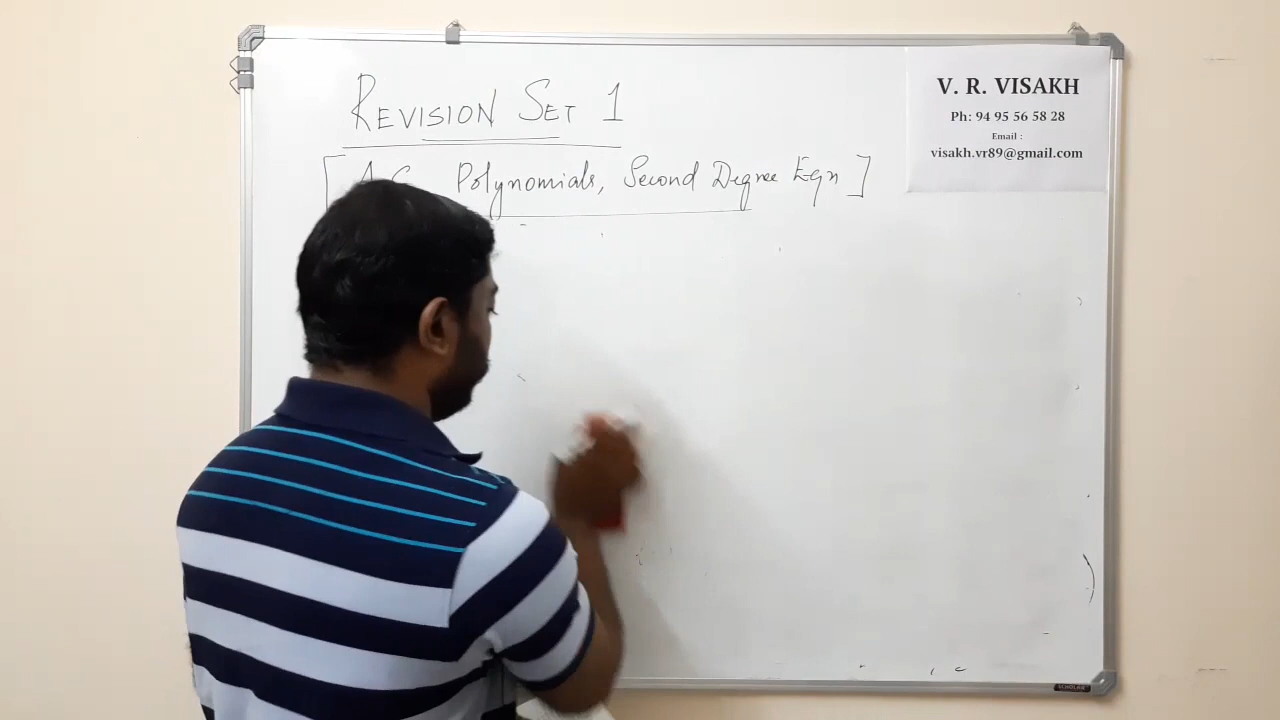 REVISION SET 1
[ Polynomials, Second Degree Eqn ]
V. R. VISAKH
Ph: 94 95 56 58 28
Email :
visakh.vr89@gmail.com
SCHOLAR